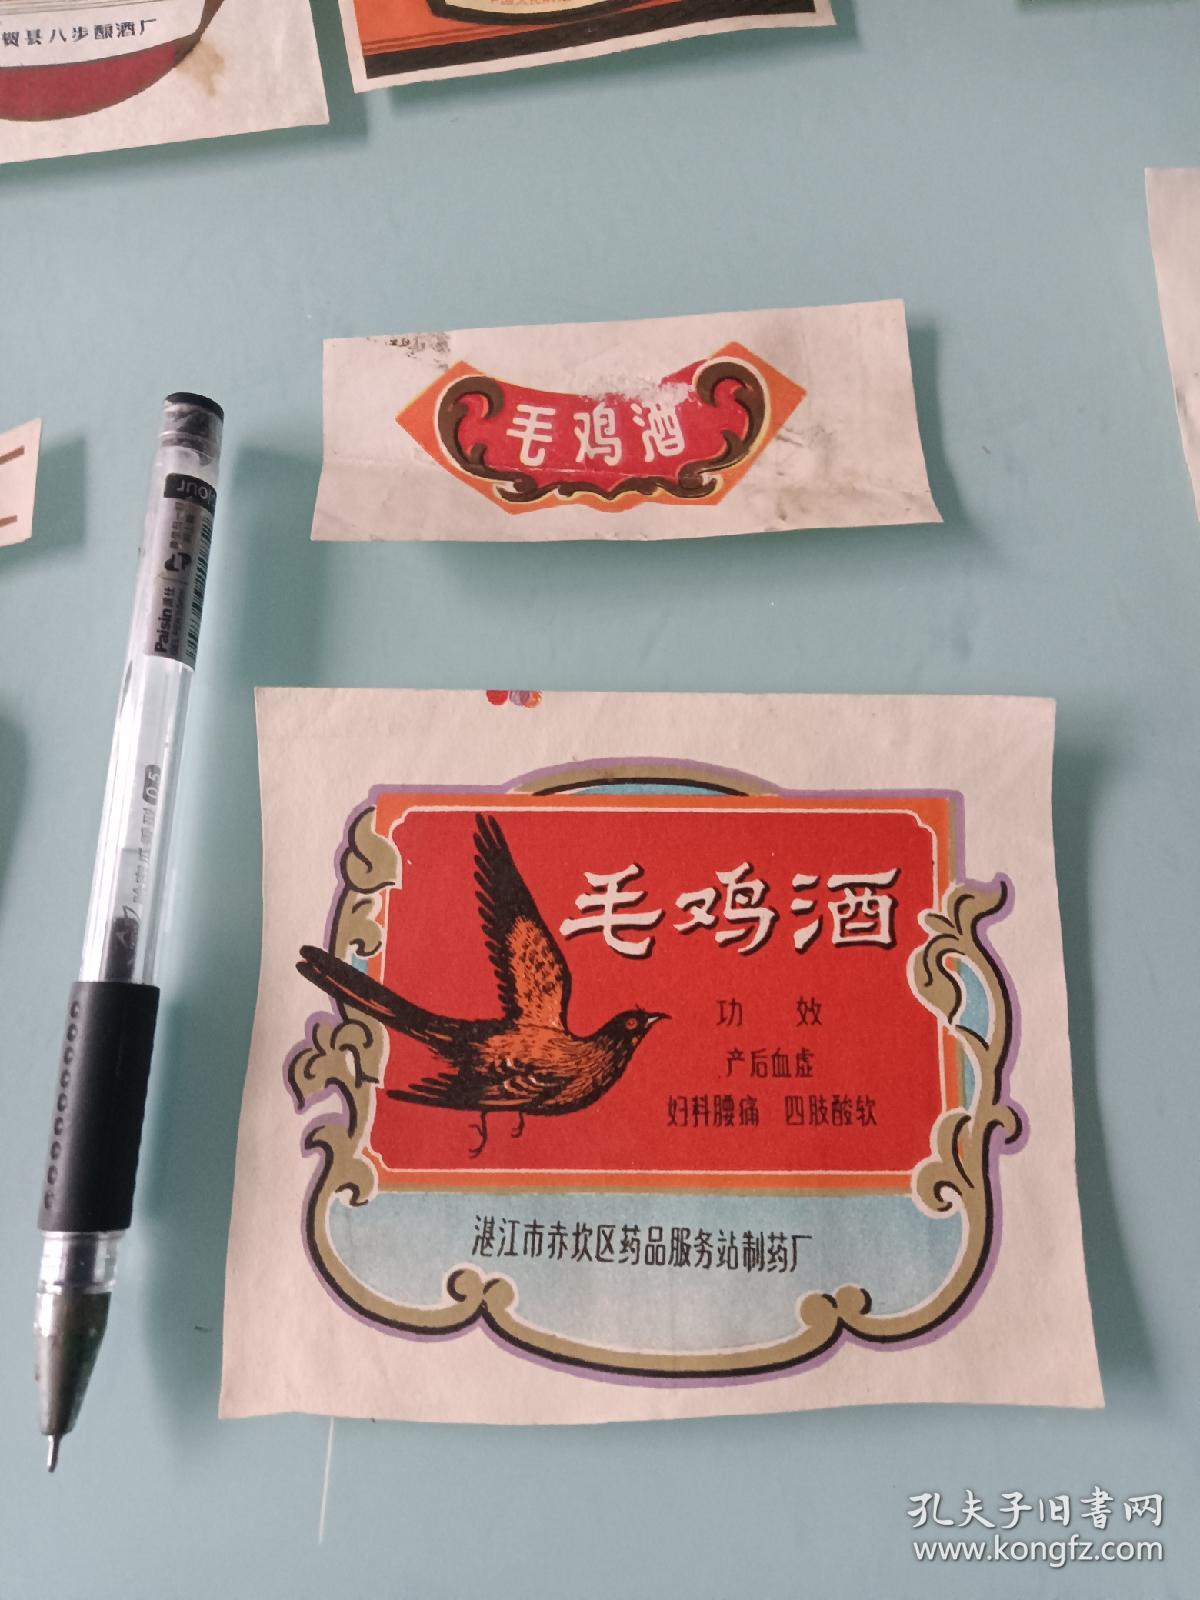 贺县八步酿酒厂
毛鸡酒
Paisin
0.5
毛鸡酒
功 效
产后血虚
妇科腰痛 四肢酸软
湛江市赤坎区药品服务站制药厂
孔夫子旧书网
www.kongfz.com